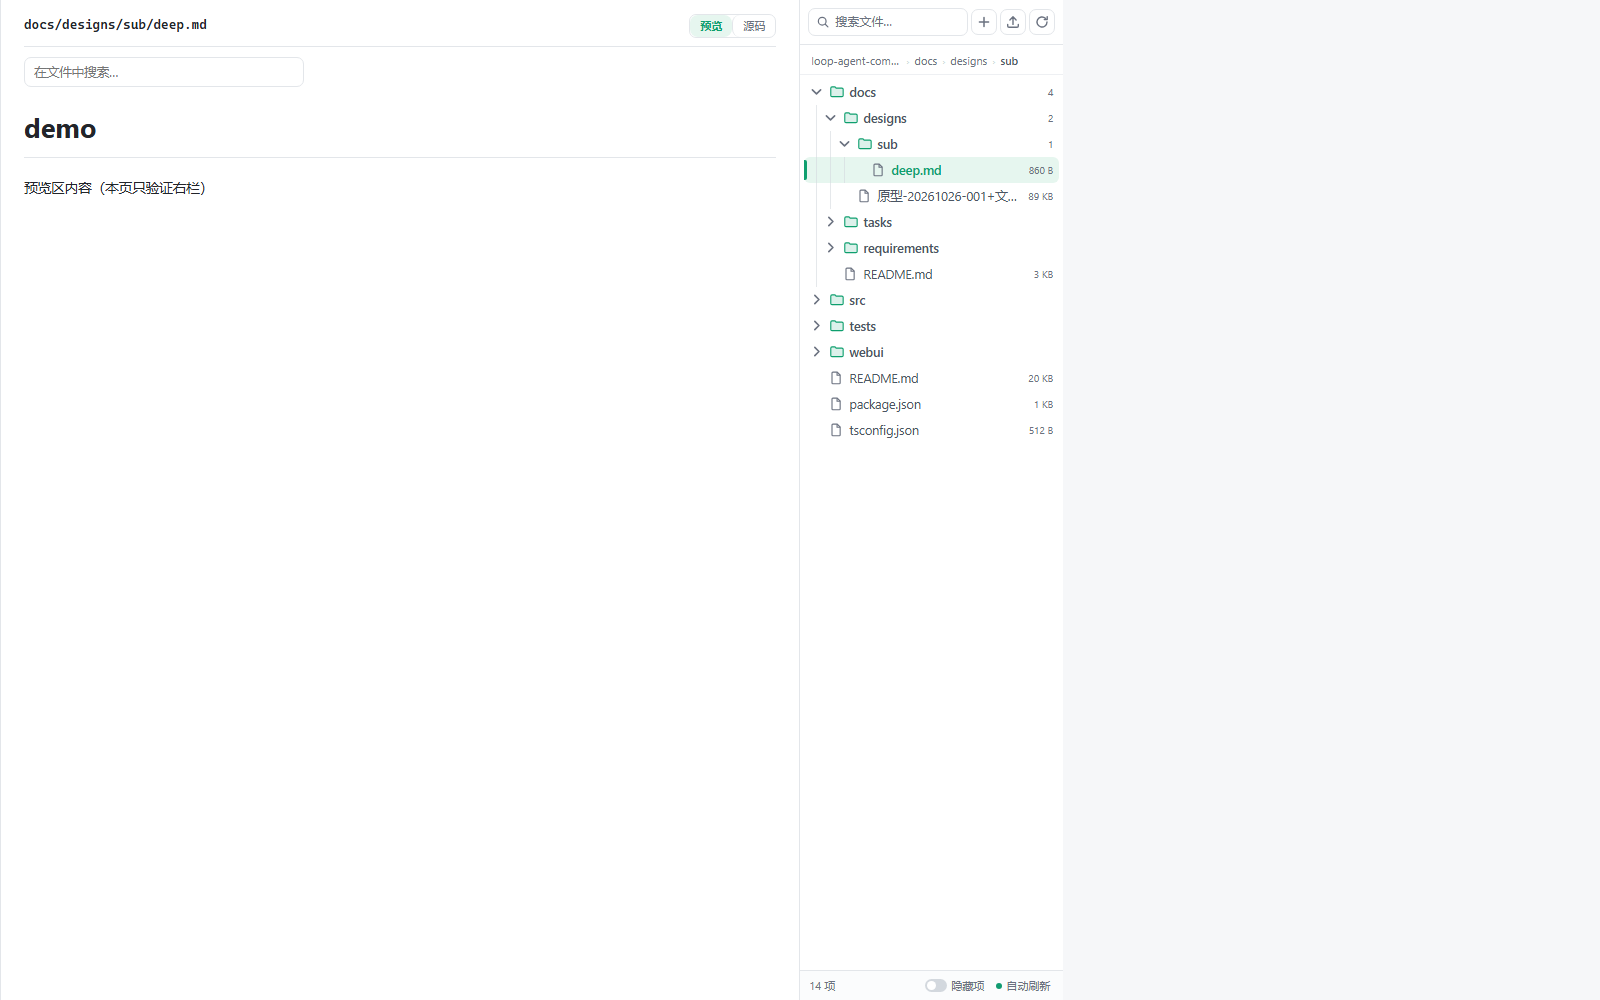 docs/designs/sub/deep.md
预览 源码
在文件中搜索...
demo
预览区内容（本页只验证右栏）
搜索文件...
loop-agent-com... › docs › designs › sub
docs 4
designs 2
sub 1
deep.md 860 B
原型-20261026-001+文... 89 KB
tasks
requirements
README.md 3 KB
src
tests
webui
README.md 20 KB
package.json 1 KB
tsconfig.json 512 B
14 项 隐藏项 自动刷新